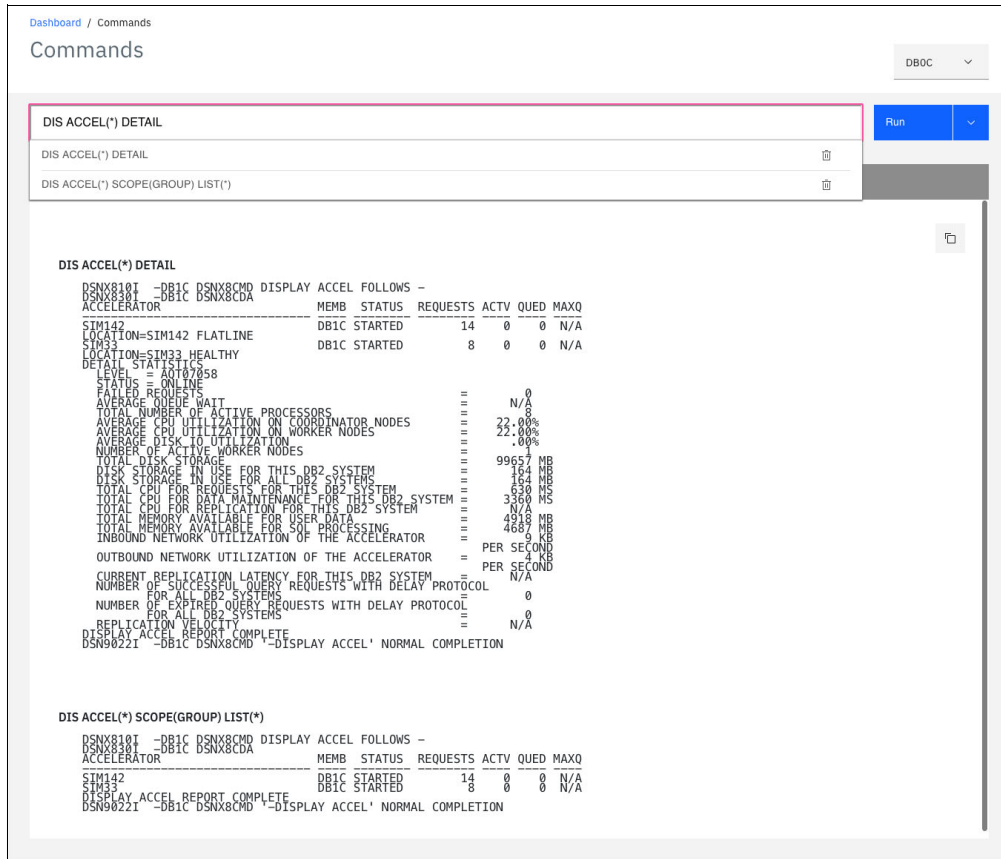 Dashboard / Commands
Commands
DB0C
DIS ACCEL(*) DETAIL
Run
DIS ACCEL(*) DETAIL
DIS ACCEL(*) SCOPE(GROUP) LIST(*)
DIS ACCEL(*) DETAIL
DSNX810I  -DB1C DSNX8CMD DISPLAY ACCEL FOLLOWS -
DSNX830I  -DB1C DSNX8CDA
ACCELERATOR                      MEMB  STATUS  REQUESTS ACTV QUED MAXQ
-------------------------------- ---- -------- -------- ---- ---- ----
SIM142                           DB1C STARTED        14    0    0  N/A
LOCATION=SIM142 FLATLINE
SIM33                            DB1C STARTED         8    0    0  N/A
LOCATION=SIM33 HEALTHY
DETAIL STATISTICS
LEVEL  = AQT07058
STATUS = ONLINE
FAILED REQUESTS = 0
AVERAGE QUEUE WAIT = N/A
TOTAL NUMBER OF ACTIVE PROCESSORS = 8
AVERAGE CPU UTILIZATION ON COORDINATOR NODES = 22.00%
AVERAGE CPU UTILIZATION ON WORKER NODES = 22.00%
AVERAGE DISK IO UTILIZATION = .00%
NUMBER OF ACTIVE WORKER NODES = 1
TOTAL DISK STORAGE = 99657 MB
DISK STORAGE IN USE FOR THIS DB2 SYSTEM = 164 MB
DISK STORAGE IN USE FOR ALL DB2 SYSTEMS = 164 MB
TOTAL CPU FOR REQUESTS FOR THIS DB2 SYSTEM = 630 MS
TOTAL CPU FOR DATA MAINTENANCE FOR THIS DB2 SYSTEM = 3360 MS
TOTAL CPU FOR REPLICATION FOR THIS DB2 SYSTEM = N/A
TOTAL MEMORY AVAILABLE FOR USER DATA = 4918 MB
TOTAL MEMORY AVAILABLE FOR SQL PROCESSING = 4687 MB
INBOUND NETWORK UTILIZATION OF THE ACCELERATOR = 9 KB
PER SECOND
OUTBOUND NETWORK UTILIZATION OF THE ACCELERATOR = 4 KB
PER SECOND
CURRENT REPLICATION LATENCY FOR THIS DB2 SYSTEM = N/A
NUMBER OF SUCCESSFUL QUERY REQUESTS WITH DELAY PROTOCOL
FOR ALL DB2 SYSTEMS = 0
NUMBER OF EXPIRED QUERY REQUESTS WITH DELAY PROTOCOL
FOR ALL DB2 SYSTEMS = 0
REPLICATION VELOCITY = N/A
DISPLAY ACCEL REPORT COMPLETE
DSN9022I  -DB1C DSNX8CMD '-DISPLAY ACCEL' NORMAL COMPLETION
DIS ACCEL(*) SCOPE(GROUP) LIST(*)
DSNX810I  -DB1C DSNX8CMD DISPLAY ACCEL FOLLOWS -
DSNX830I  -DB1C DSNX8CDA
ACCELERATOR                      MEMB  STATUS  REQUESTS ACTV QUED MAXQ
-------------------------------- ---- -------- -------- ---- ---- ----
SIM142                           DB1C STARTED        14    0    0  N/A
SIM33                            DB1C STARTED         8    0    0  N/A
DISPLAY ACCEL REPORT COMPLETE
DSN9022I  -DB1C DSNX8CMD '-DISPLAY ACCEL' NORMAL COMPLETION